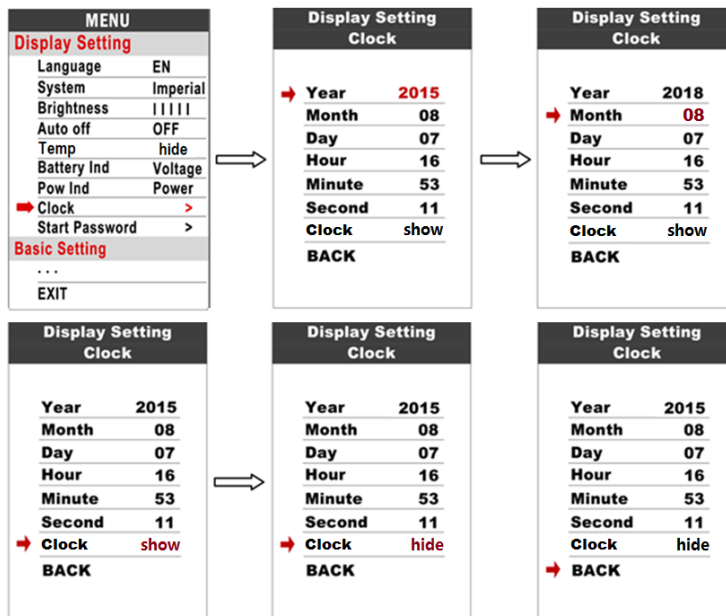 MENU
Display Setting
Language EN
System Imperial
Brightness | | | | |
Auto off OFF
Temp hide
Battery Ind Voltage
Pow Ind Power
Clock >
Start Password >
Basic Setting
...
EXIT
Display Setting
Clock
Year 2015
Month 08
Day 07
Hour 16
Minute 53
Second 11
Clock show
BACK
Display Setting
Clock
Year 2018
Month 08
Day 07
Hour 16
Minute 53
Second 11
Clock show
BACK
Display Setting
Clock
Year 2015
Month 08
Day 07
Hour 16
Minute 53
Second 11
Clock show
BACK
Display Setting
Clock
Year 2015
Month 08
Day 07
Hour 16
Minute 53
Second 11
Clock hide
BACK
Display Setting
Clock
Year 2015
Month 08
Day 07
Hour 16
Minute 53
Second 11
Clock hide
BACK